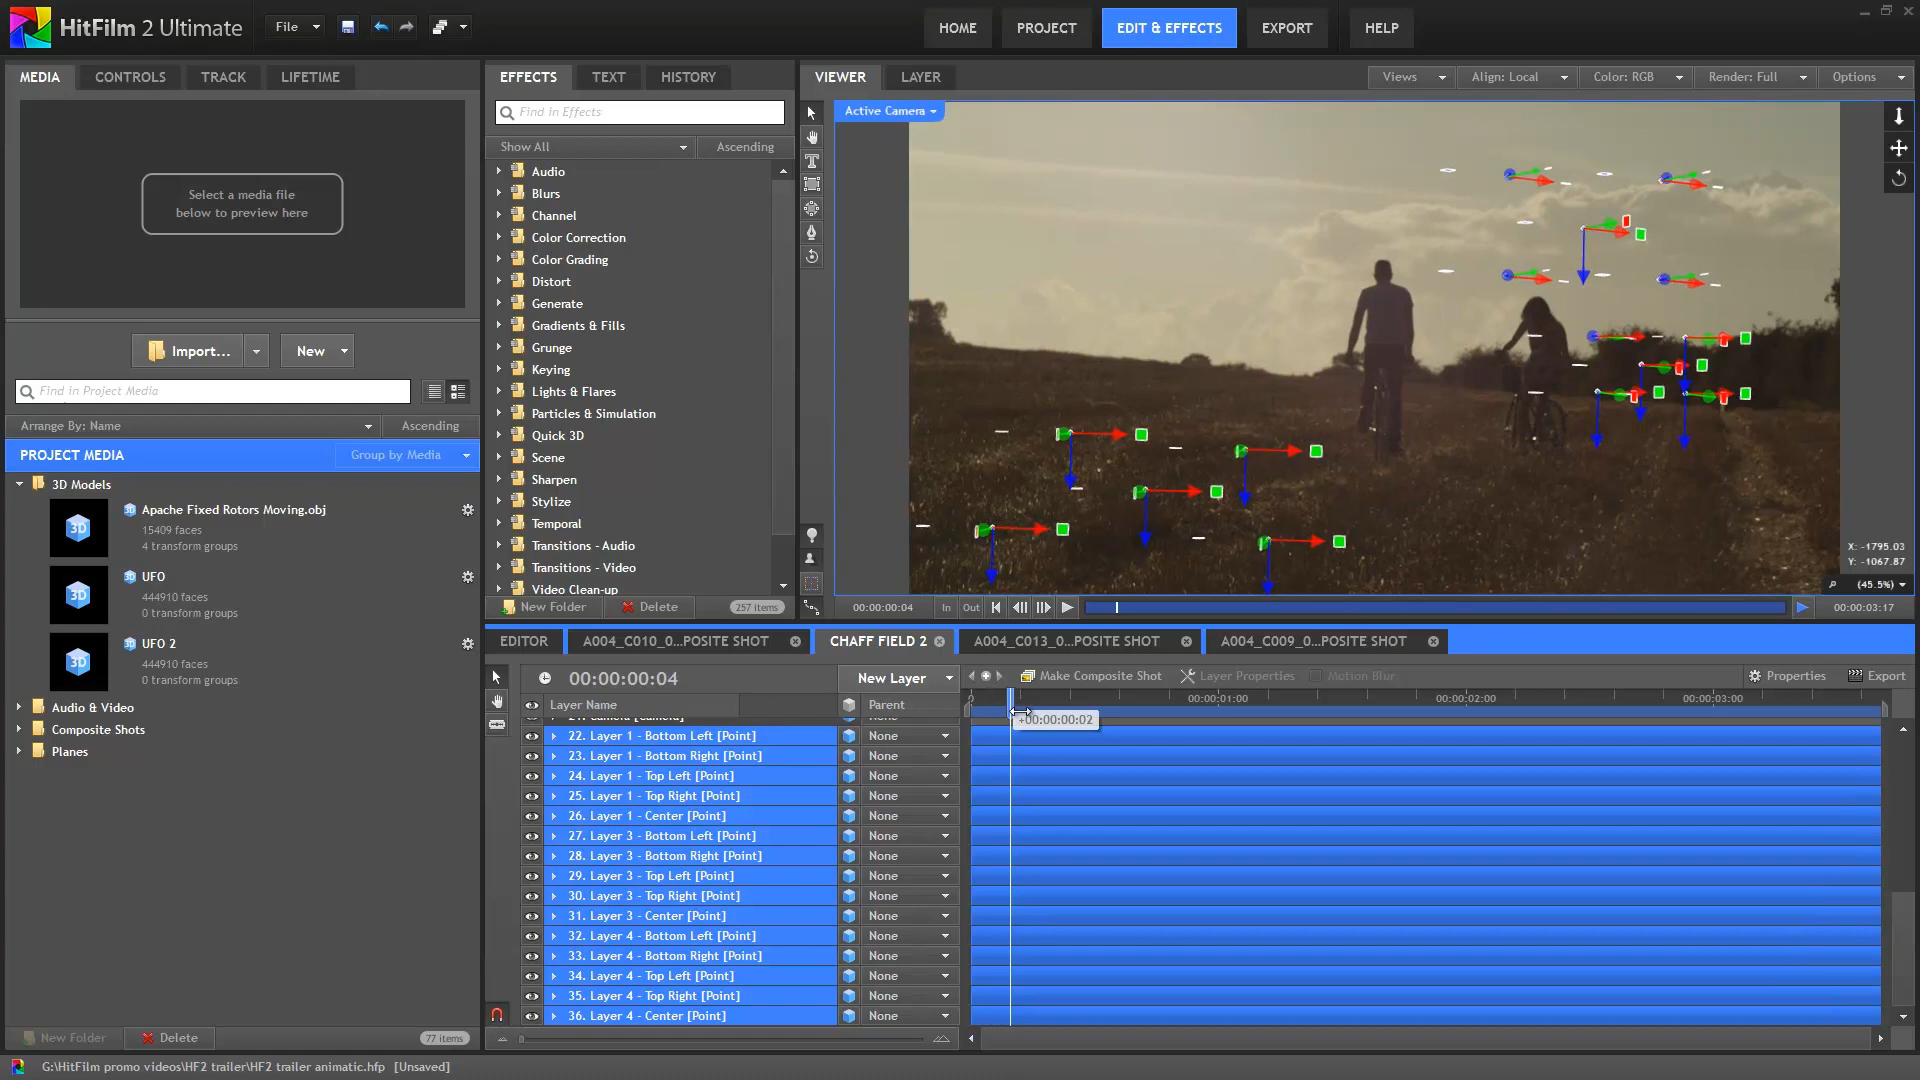 HitFilm 2 Ultimate
File
HOME
PROJECT
EDIT & EFFECTS
EXPORT
HELP
MEDIA
CONTROLS
TRACK
LIFETIME
Select a media file
below to preview here
Import...
New
Find in Project Media
Arrange By: Name
Ascending
PROJECT MEDIA
Group by Media
3D Models
3D
Apache Fixed Rotors Moving.obj
15409 faces
4 transform groups
3D
UFO
444910 faces
0 transform groups
3D
UFO 2
444910 faces
0 transform groups
Audio & Video
Composite Shots
Planes
New Folder
Delete
77 items
EFFECTS
TEXT
HISTORY
Find in Effects
Show All
Ascending
Audio
Blurs
Channel
Color Correction
Color Grading
Distort
Generate
Gradients & Fills
Grunge
Keying
Lights & Flares
Particles & Simulation
Quick 3D
Scene
Sharpen
Stylize
Temporal
Transitions - Audio
Transitions - Video
Video Clean-up
New Folder
Delete
257 items
VIEWER
LAYER
Views
Align: Local
Color: RGB
Render: Full
Options
Active Camera
X: -1795.03
Y: -1067.87
(45.5%)
00:00:00:04
In
Out
00:00:03:17
EDITOR
A004_C010_0...POSITE SHOT
CHAFF FIELD 2
A004_C013_0...POSITE SHOT
A004_C009_0...POSITE SHOT
00:00:00:04
New Layer
Make Composite Shot
Layer Properties
Motion Blur
Properties
Export
Layer Name
Parent
0
00:00:01:00
00:00:02:00
00:00:03:00
+00:00:00:02
21. Camera [Camera]
22. Layer 1 - Bottom Left [Point] None
23. Layer 1 - Bottom Right [Point] None
24. Layer 1 - Top Left [Point] None
25. Layer 1 - Top Right [Point] None
26. Layer 1 - Center [Point] None
27. Layer 3 - Bottom Left [Point] None
28. Layer 3 - Bottom Right [Point] None
29. Layer 3 - Top Left [Point] None
30. Layer 3 - Top Right [Point] None
31. Layer 3 - Center [Point] None
32. Layer 4 - Bottom Left [Point] None
33. Layer 4 - Bottom Right [Point] None
34. Layer 4 - Top Left [Point] None
35. Layer 4 - Top Right [Point] None
36. Layer 4 - Center [Point] None
G:\HitFilm promo videos\HF2 trailer\HF2 trailer animatic.hfp [Unsaved]